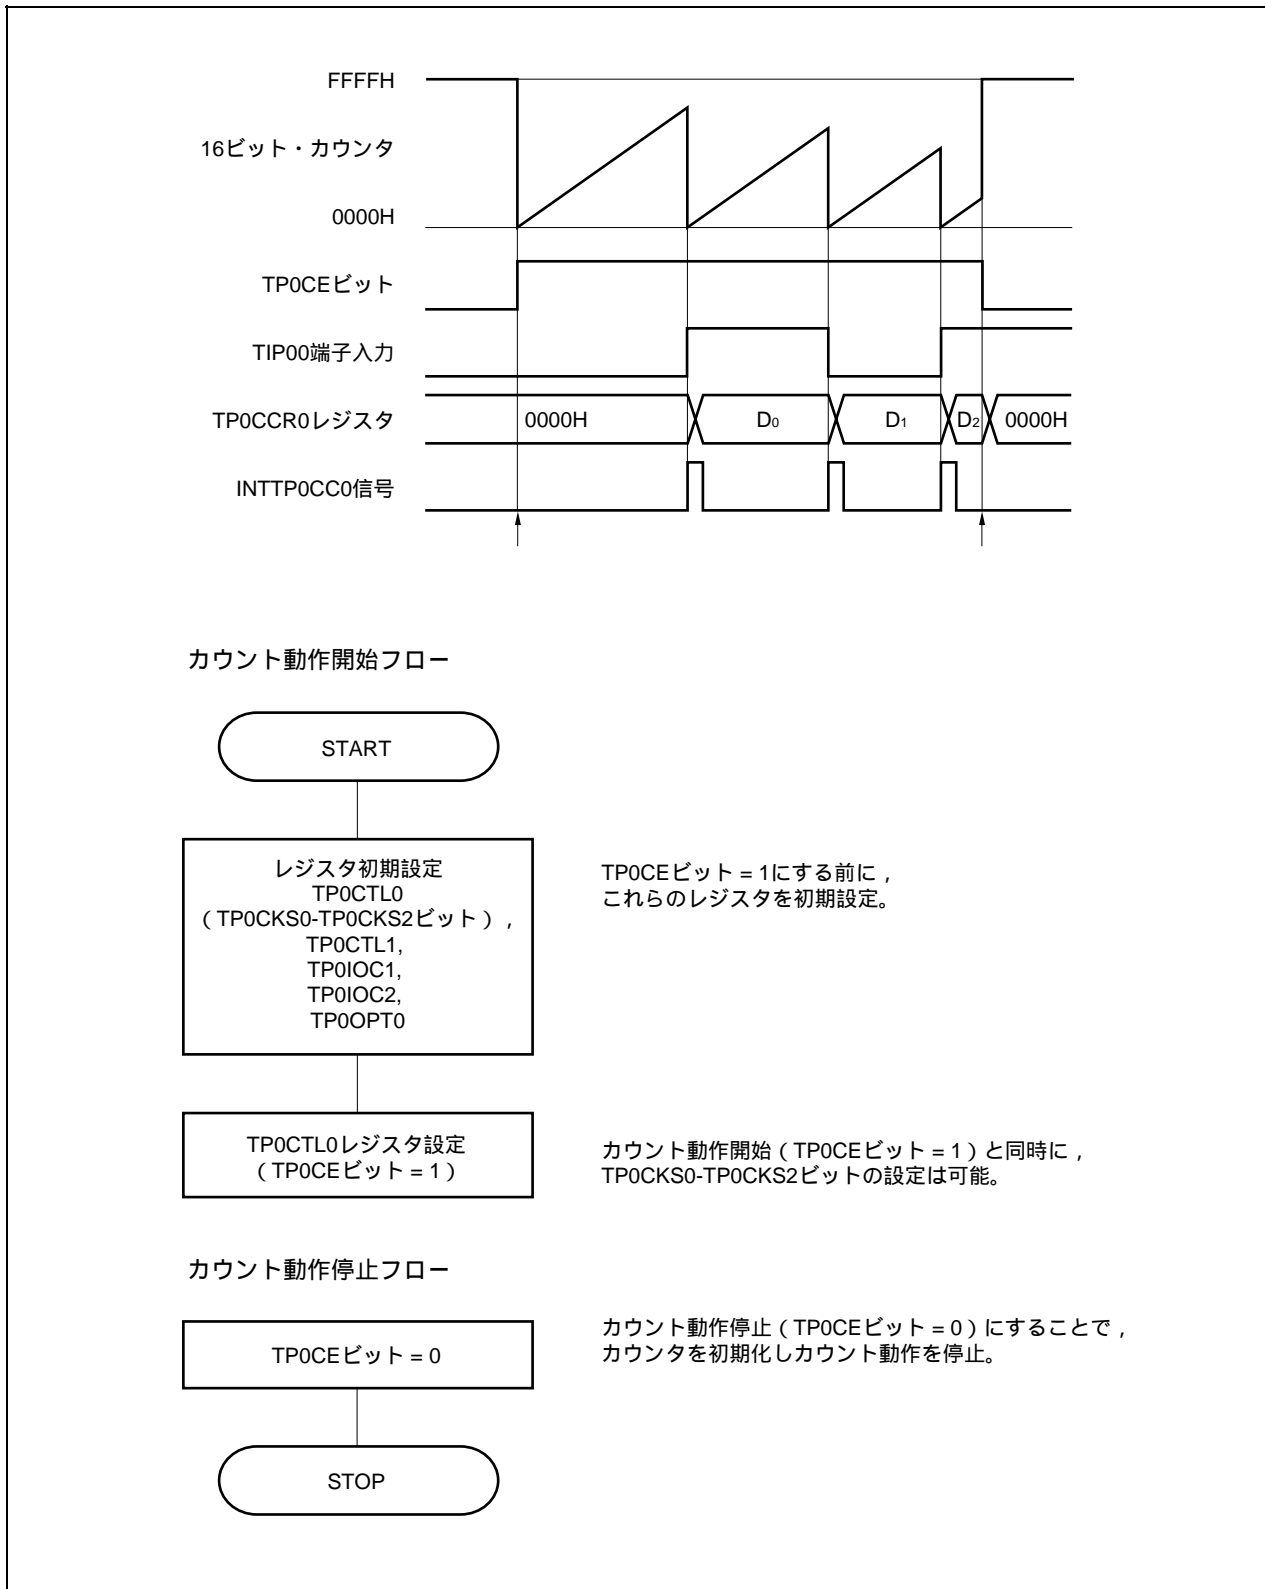 FFFFH
16ビット・カウンタ
0000H
TP0CEビット
TIP00端子入力
TP0CCR0レジスタ
0000H D0 D1 D2 0000H
INTTP0CC0信号
カウント動作開始フロー
START
レジスタ初期設定
TP0CTL0
（TP0CKS0-TP0CKS2ビット），
TP0CTL1,
TP0IOC1,
TP0IOC2,
TP0OPT0
TP0CEビット = 1にする前に，
これらのレジスタを初期設定。
TP0CTL0レジスタ設定
（TP0CEビット = 1）
カウント動作開始（TP0CEビット = 1）と同時に，
TP0CKS0-TP0CKS2ビットの設定は可能。
カウント動作停止フロー
TP0CEビット = 0
カウント動作停止（TP0CEビット = 0）にすることで，
カウンタを初期化しカウント動作を停止。
STOP